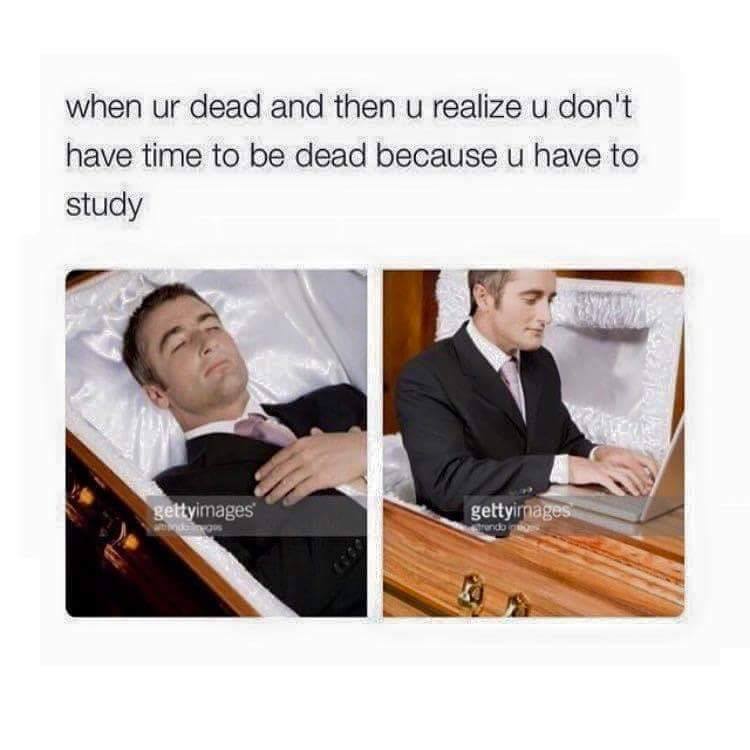 when ur dead and then u realize u don't
have time to be dead because u have to
study
gettyimages
gettyimages